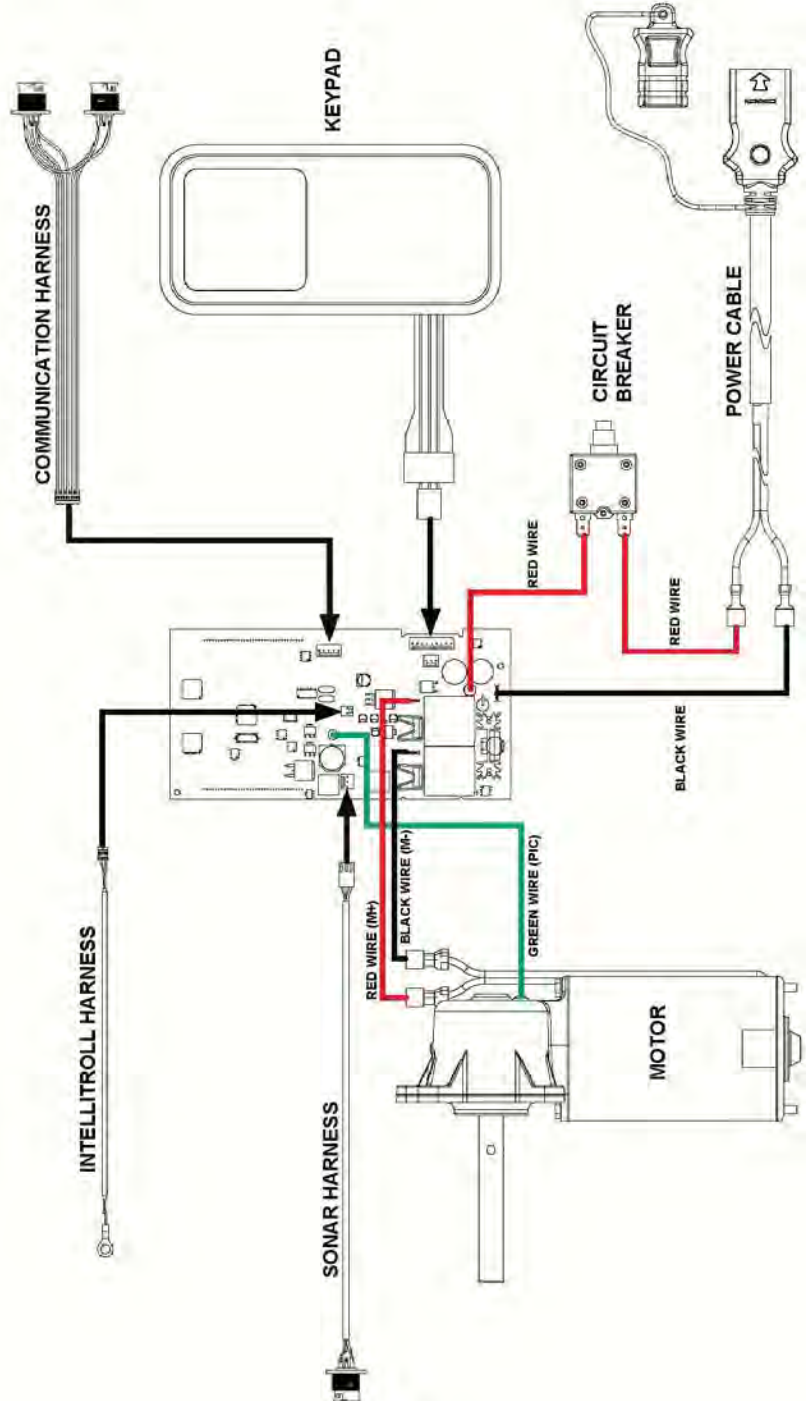 COMMUNICATION HARNESS
KEYPAD
CIRCUIT
BREAKER
POWER CABLE
RED WIRE
RED WIRE
BLACK WIRE
INTELLITROLL HARNESS
RED WIRE (M+)
BLACK WIRE (M-)
GREEN WIRE (PIC)
SONAR HARNESS
MOTOR